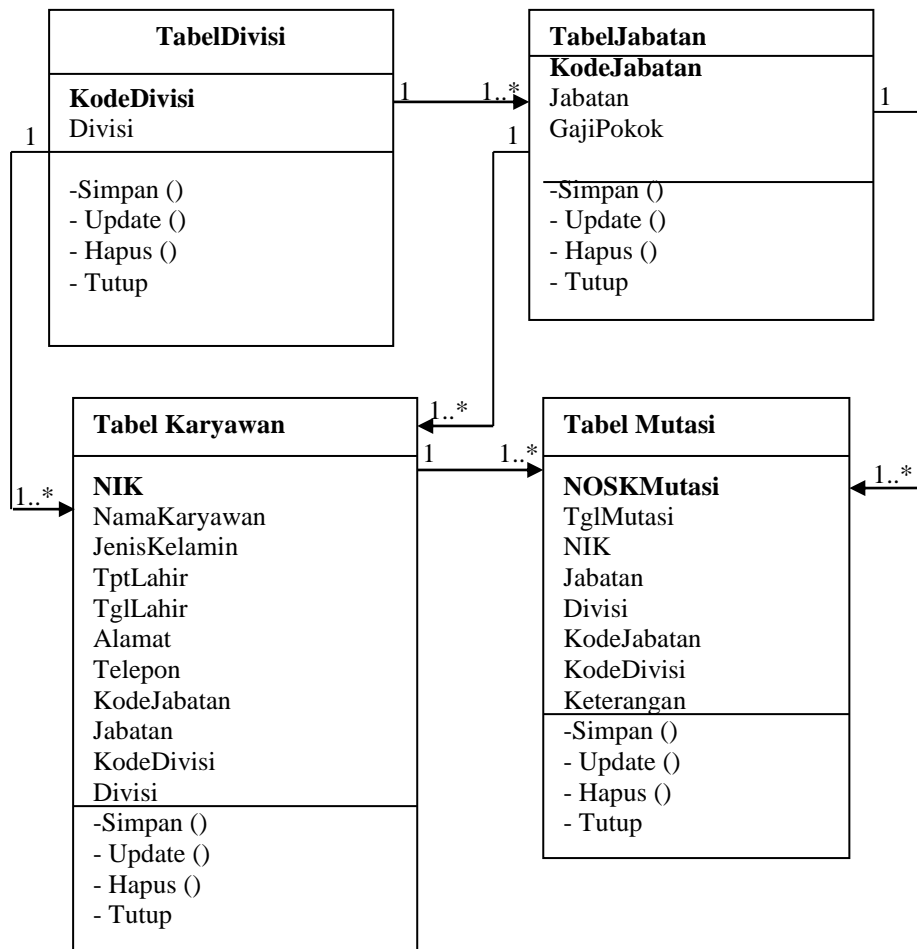 TabelDivisi
KodeDivisi
Divisi
-Simpan ()
- Update ()
- Hapus ()
- Tutup
1
1..*
1
1..*
TabelJabatan
KodeJabatan
Jabatan
GajiPokok
-Simpan ()
- Update ()
- Hapus ()
- Tutup
1
1..*
1
1..*
Tabel Karyawan
NIK
NamaKaryawan
JenisKelamin
TptLahir
TglLahir
Alamat
Telepon
KodeJabatan
Jabatan
KodeDivisi
Divisi
-Simpan ()
- Update ()
- Hapus ()
- Tutup
1
1..*
Tabel Mutasi
NOSKMutasi
TglMutasi
NIK
Jabatan
Divisi
KodeJabatan
KodeDivisi
Keterangan
-Simpan ()
- Update ()
- Hapus ()
- Tutup